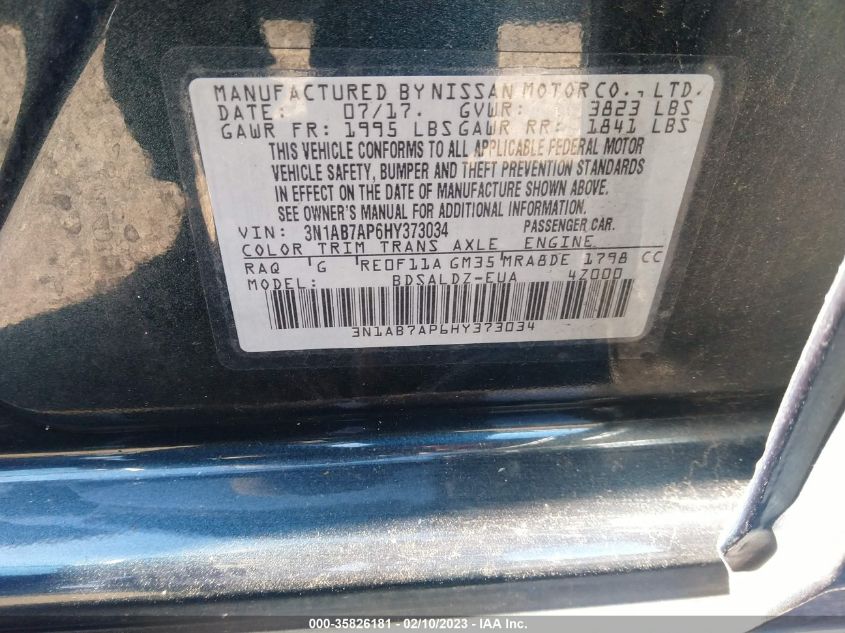 MANUFACTURED BY NISSAN MOTOR CO., LTD.
DATE: 07/17. GVWR: 3823 LBS
GAWR FR: 1995 LBS GAWR RR: 1841 LBS
THIS VEHICLE CONFORMS TO ALL APPLICABLE FEDERAL MOTOR
VEHICLE SAFETY, BUMPER AND THEFT PREVENTION STANDARDS
IN EFFECT ON THE DATE OF MANUFACTURE SHOWN ABOVE.
SEE OWNER'S MANUAL FOR ADDITIONAL INFORMATION.
VIN: 3N1AB7AP6HY373034 PASSENGER CAR.
COLOR TRIM TRANS AXLE ENGINE
RAQ G RE0F11A GM35 MRA8DE 1798 CC
MODEL: BDSALDZ-EUA 4Z000
3N1AB7AP6HY373034
000-35826181 - 02/10/2023 - IAA Inc.